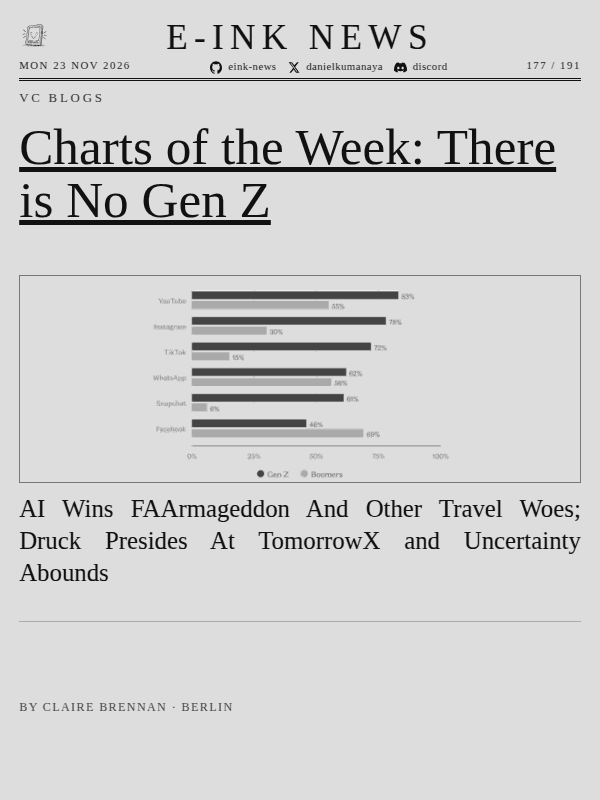 E-INK NEWS
MON 23 NOV 2026
eink-news danielkumanaya discord
177 / 191
VC BLOGS
Charts of the Week: There
is No Gen Z
YouTube 83%
55%
Instagram 78%
30%
TikTok 72%
15%
WhatsApp 62%
56%
Snapchat 61%
6%
Facebook 46%
69%
0% 25% 50% 75% 100%
Gen Z Boomers
AI Wins FAArmageddon And Other Travel Woes;
Druck Presides At TomorrowX and Uncertainty
Abounds
BY CLAIRE BRENNAN · BERLIN